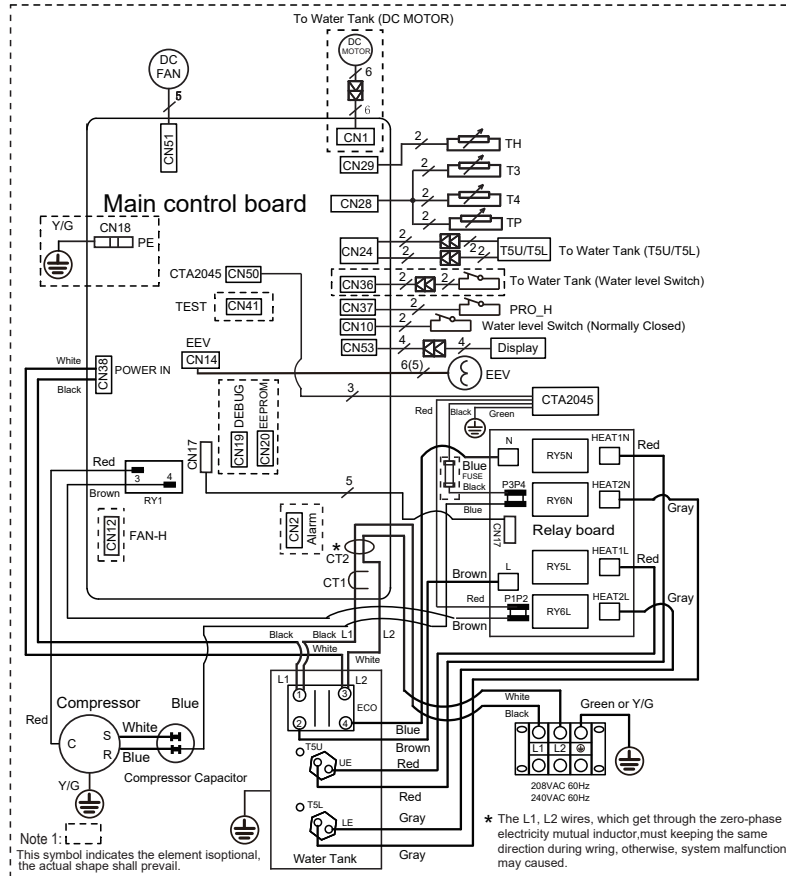 To Water Tank (DC MOTOR)
DC
FAN
DC
MOTOR
5
6
6
CN51
CN1
CN29
2
TH
Main control board
CN28
2
T3
2
T4
2
TP
Y/G
CN18
PE
CN24
2
2
2
2
T5U/T5L
To Water Tank (T5U/T5L)
CTA2045
CN50
CN36
2
2
To Water Tank (Water level Switch)
TEST
CN41
CN37
2
PRO_H
CN10
2
Water level Switch (Normally Closed)
CN53
4
4
Display
White
Black
CN38
POWER IN
EEV
CN14
6(5)
EEV
3
Red
Black
Green
CTA2045
CN17
CN19
DEBUG
CN20
EEPROM
Red
3
4
Brown
RY1
5
N
Blue
FUSE
Black
Blue
P3P4
RY5N
HEAT1N
Red
RY6N
HEAT2N
Gray
CN12
FAN-H
CN2
Alarm
* CT2
CT1
CN17
Relay board
Brown
L
RY5L
HEAT1L
Red
Red
P1P2
RY6L
HEAT2L
Gray
Brown
Black
Black
L1
L2
White
White
L1
L2
1
3
ECO
2
4
Blue
Brown
White
Black
Green or Y/G
L1
L2
208VAC 60Hz
240VAC 60Hz
Compressor
Blue
Red
C
S
R
White
Blue
Compressor Capacitor
Y/G
T5U
UE
Red
Red
T5L
LE
Gray
Gray
Water Tank
Note 1:
This symbol indicates the element isoptional,
the actual shape shall prevail.
* The L1, L2 wires, which get through the zero-phase
electricity mutual inductor,must keeping the same
direction during wring, otherwise, system malfunction
may caused.